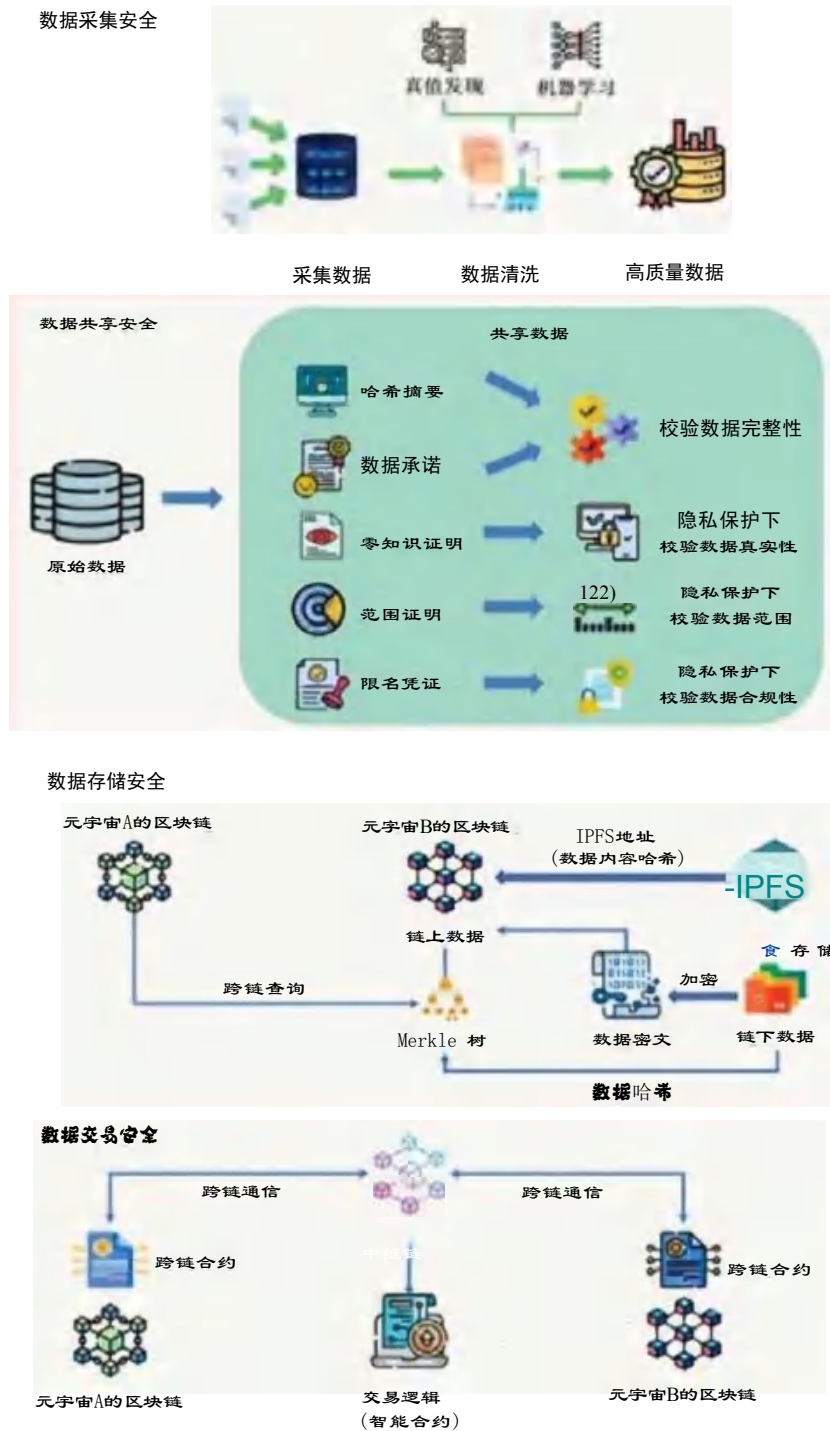 数据采集安全
真值发现
机器学习
采集数据
数据清洗
高质量数据
数据共享安全
共享数据
哈希摘要
数据承诺
校验数据完整性
零知识证明
隐私保护下
校验数据真实性
原始数据
范围证明
122)
隐私保护下
校验数据范围
限名凭证
隐私保护下
校验数据合规性
数据存储安全
元宇宙A的区块链
元宇宙B的区块链
IPFS地址
(数据内容哈希)
-IPFS
链上数据
食 存 储
跨链查询
加密
Merkle 树
数据密文
链下数据
数据哈希
数据交易安全
跨链通信
跨链通信
中继链
跨链合约
跨链合约
元宇宙A的区块链
交易逻辑
(智能合约)
元宇宙B的区块链